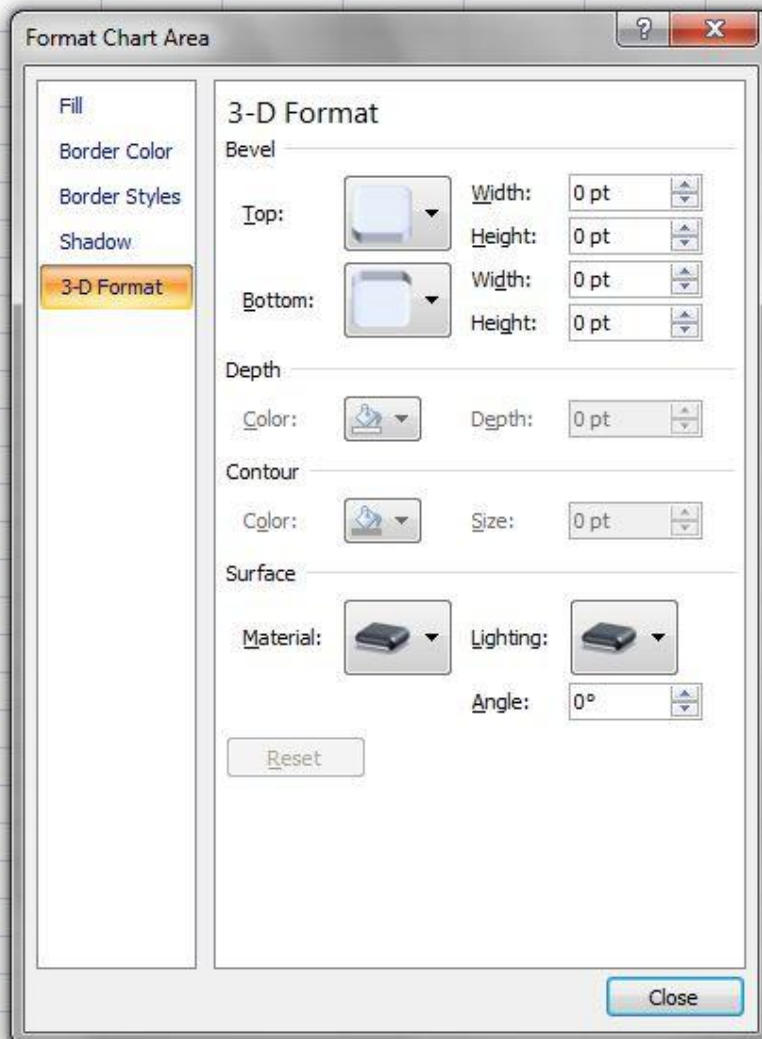 Format Chart Area
?
X
Fill
Border Color
Border Styles
Shadow
3-D Format
3-D Format
Bevel
Top:
Width: 0 pt
Height: 0 pt
Bottom:
Width: 0 pt
Height: 0 pt
Depth
Color:
Depth: 0 pt
Contour
Color:
Size: 0 pt
Surface
Material:
Lighting:
Angle: 0°
Reset
Close